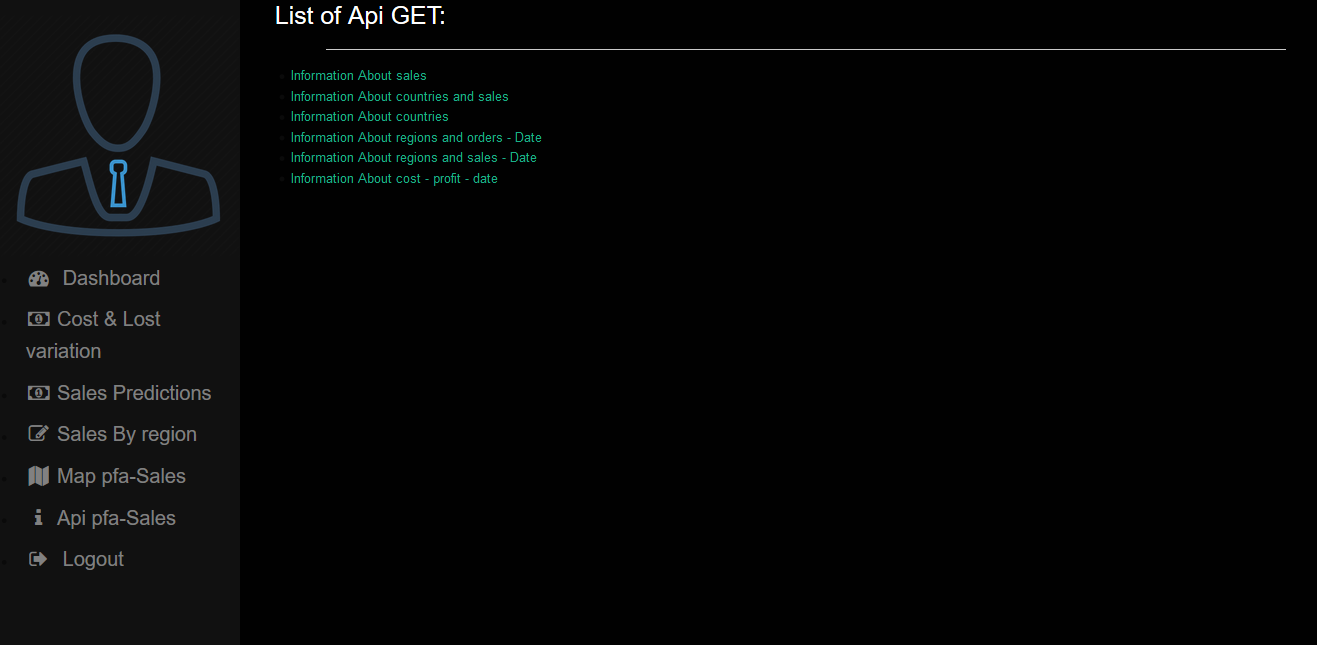 List of Api GET:
Information About sales
Information About countries and sales
Information About countries
Information About regions and orders - Date
Information About regions and sales - Date
Information About cost - profit - date
Dashboard
Cost & Lost
variation
Sales Predictions
Sales By region
Map pfa-Sales
Api pfa-Sales
Logout